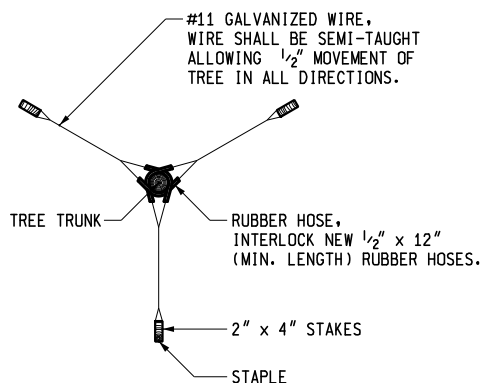 #11 GALVANIZED WIRE,
WIRE SHALL BE SEMI-TAUGHT
ALLOWING 1/2" MOVEMENT OF
TREE IN ALL DIRECTIONS.
TREE TRUNK
RUBBER HOSE,
INTERLOCK NEW 1/2" x 12"
(MIN. LENGTH) RUBBER HOSES.
2" x 4" STAKES
STAPLE